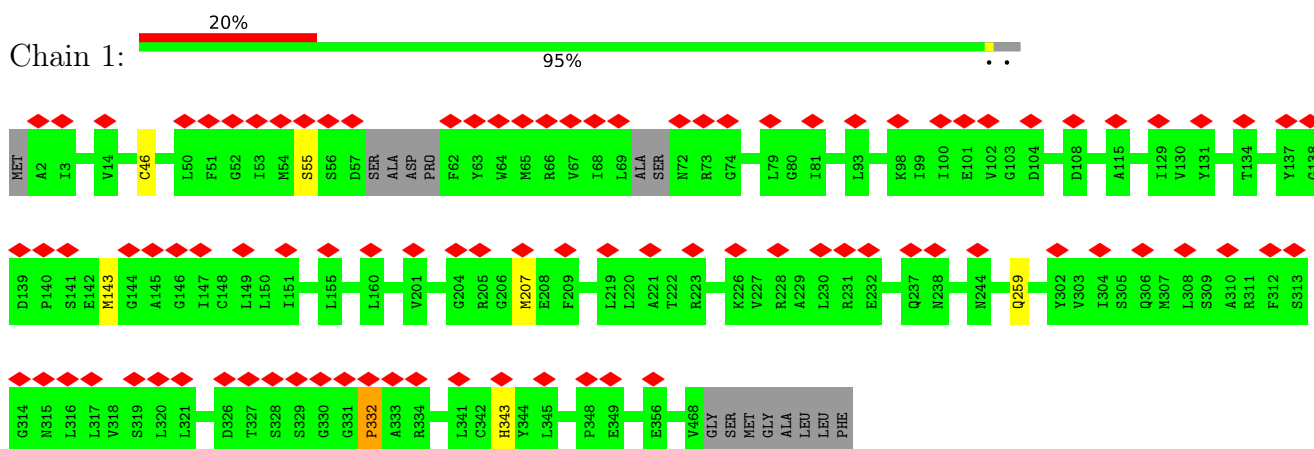 20%
Chain 1:
95%
• •
MET A2 I3 V14 C46 L50 F51 G52 I53 M54 S55 S56 D57 SER ALA ASP PRO F62 Y63 W64 M65 R66 V67 I68 L69 ALA SER N72 R73 G74 L79 G80 I81 L93 K98 I99 I100 E101 V102 G103 D104 D108 A115 I129 V130 Y131 T134 Y137 G138
D139 P140 S141 E142 M143 G144 A145 G146 I147 C148 L149 L150 I151 L155 L160 V201 G204 R205 G206 M207 E208 F209 L219 L220 A221 T222 R223 K226 V227 R228 A229 L230 R231 E232 Q237 N238 N244 Q259 Y302 V303 I304 S305 Q306 M307 L308 S309 A310 R311 F312 S313
G314 N315 L316 L317 V318 S319 L320 L321 D326 T327 S328 S329 G330 G331 P332 A333 R334 L341 C342 H343 Y344 L345 P348 E349 E356 V468 GLY SER MET GLY ALA LEU LEU PHE